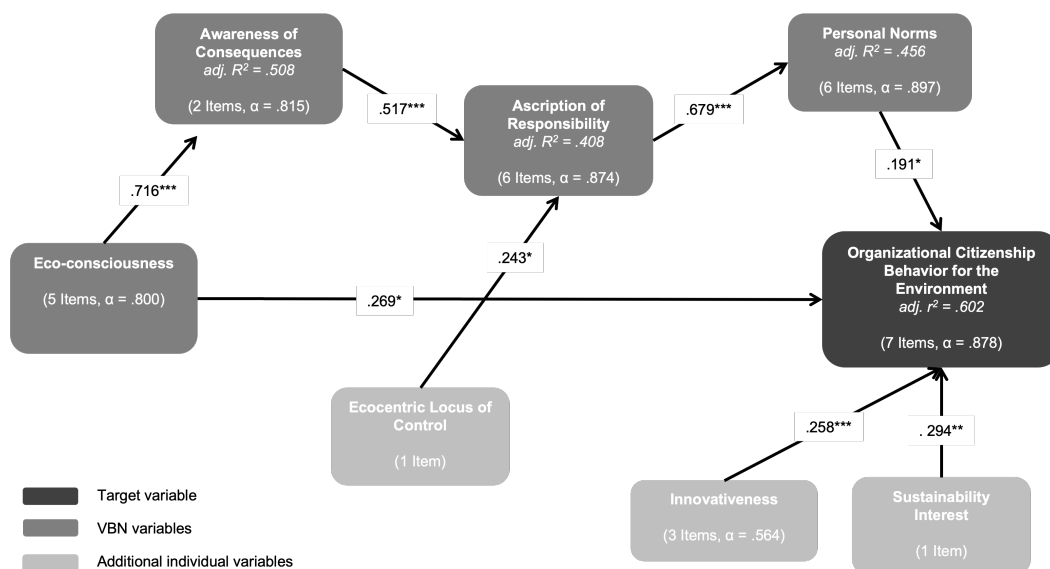 Awareness of
Consequences
adj. R² = .508
(2 Items, α = .815)
Personal Norms
adj. R² = .456
(6 Items, α = .897)
.517***
Ascription of
Responsibility
adj. R² = .408
(6 Items, α = .874)
.679***
.716***
.191*
Eco-consciousness
(5 Items, α = .800)
.243*
.269*
Organizational Citizenship
Behavior for the
Environment
adj. r² = .602
(7 Items, α = .878)
Ecocentric Locus of
Control
(1 Item)
.258***
. 294**
Innovativeness
(3 Items, α = .564)
Sustainability
Interest
(1 Item)
Target variable
VBN variables
Additional individual variables